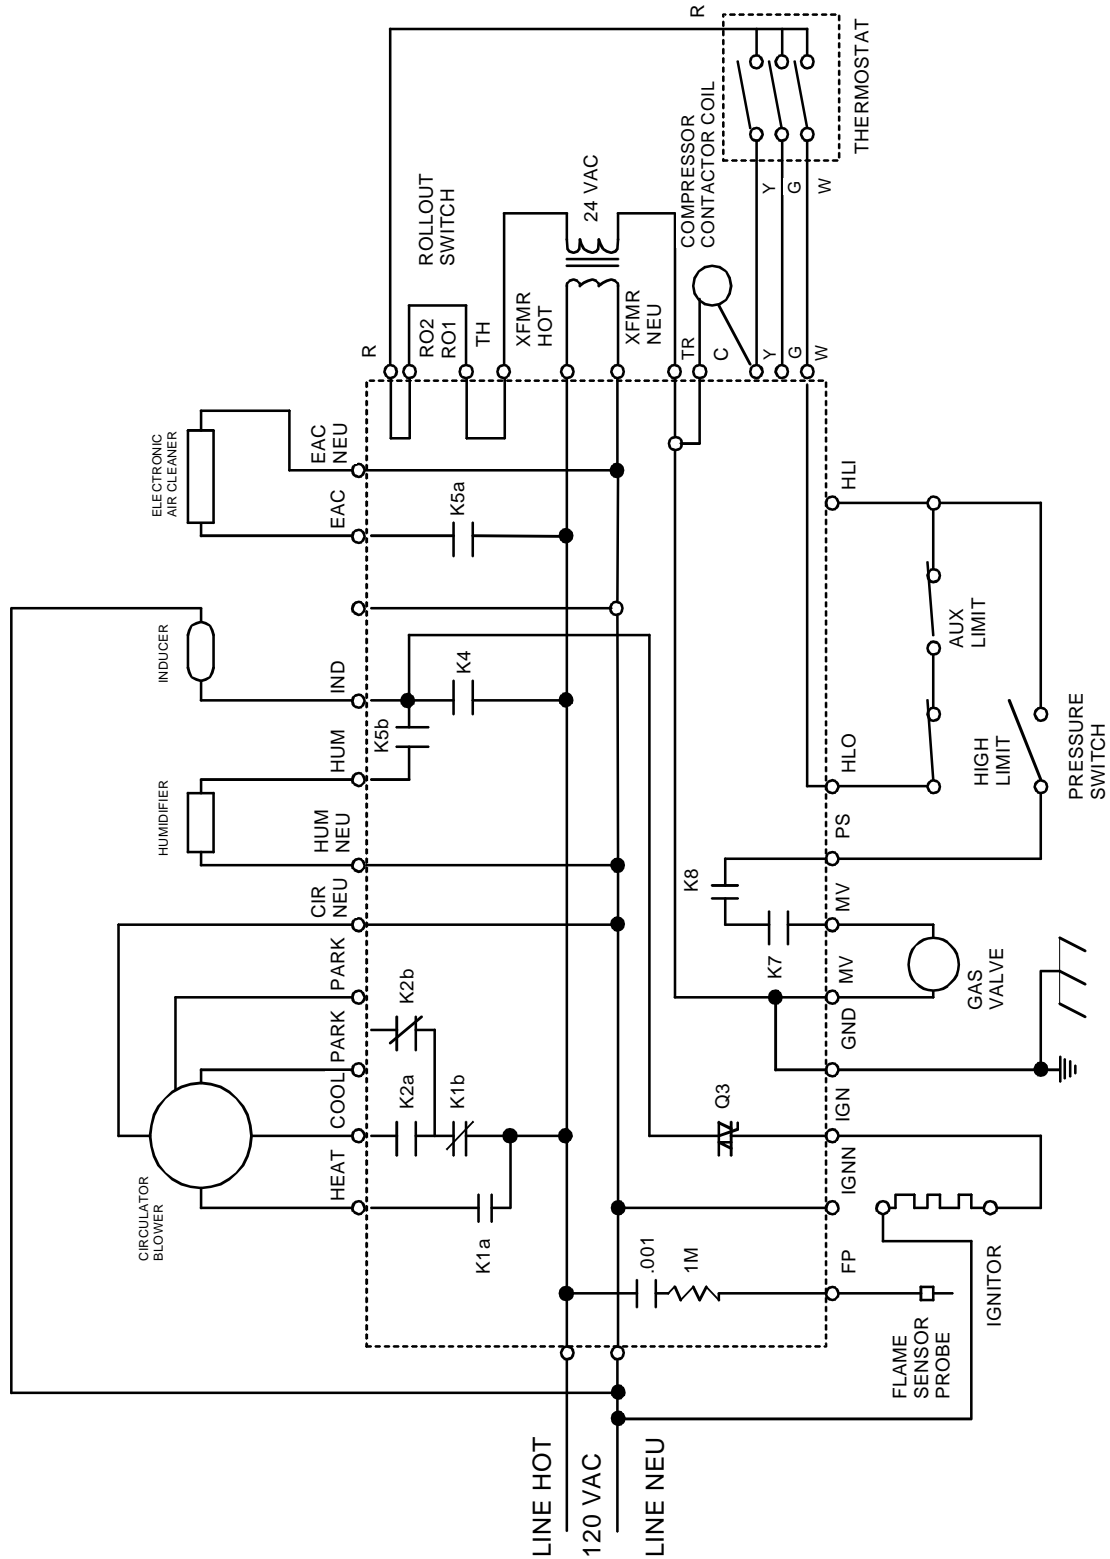 R
THERMOSTAT
COMPRESSOR
CONTACTOR COIL
Y
G
W
24 VAC
ROLLOUT
SWITCH
R
RO2
RO1
TH
XFMR
HOT
XFMR
NEU
TR
C
Y
G
W
ELECTRONIC
AIR CLEANER
EAC
NEU
EAC
K5a
HLI
INDUCER
IND
K4
K5b
AUX
LIMIT
HUMIDIFIER
HUM
HUM
NEU
HLO
HIGH
LIMIT
PRESSURE
SWITCH
PS
K8
MV
K7
MV
GAS
VALVE
GND
CIR
NEU
PARK
K2b
PARK
COOL
K2a
K1b
HEAT
K1a
CIRCULATOR
BLOWER
Q3
IGN
IGNN
IGNITOR
.001
1M
FP
FLAME
SENSOR
PROBE
LINE HOT
120 VAC
LINE NEU